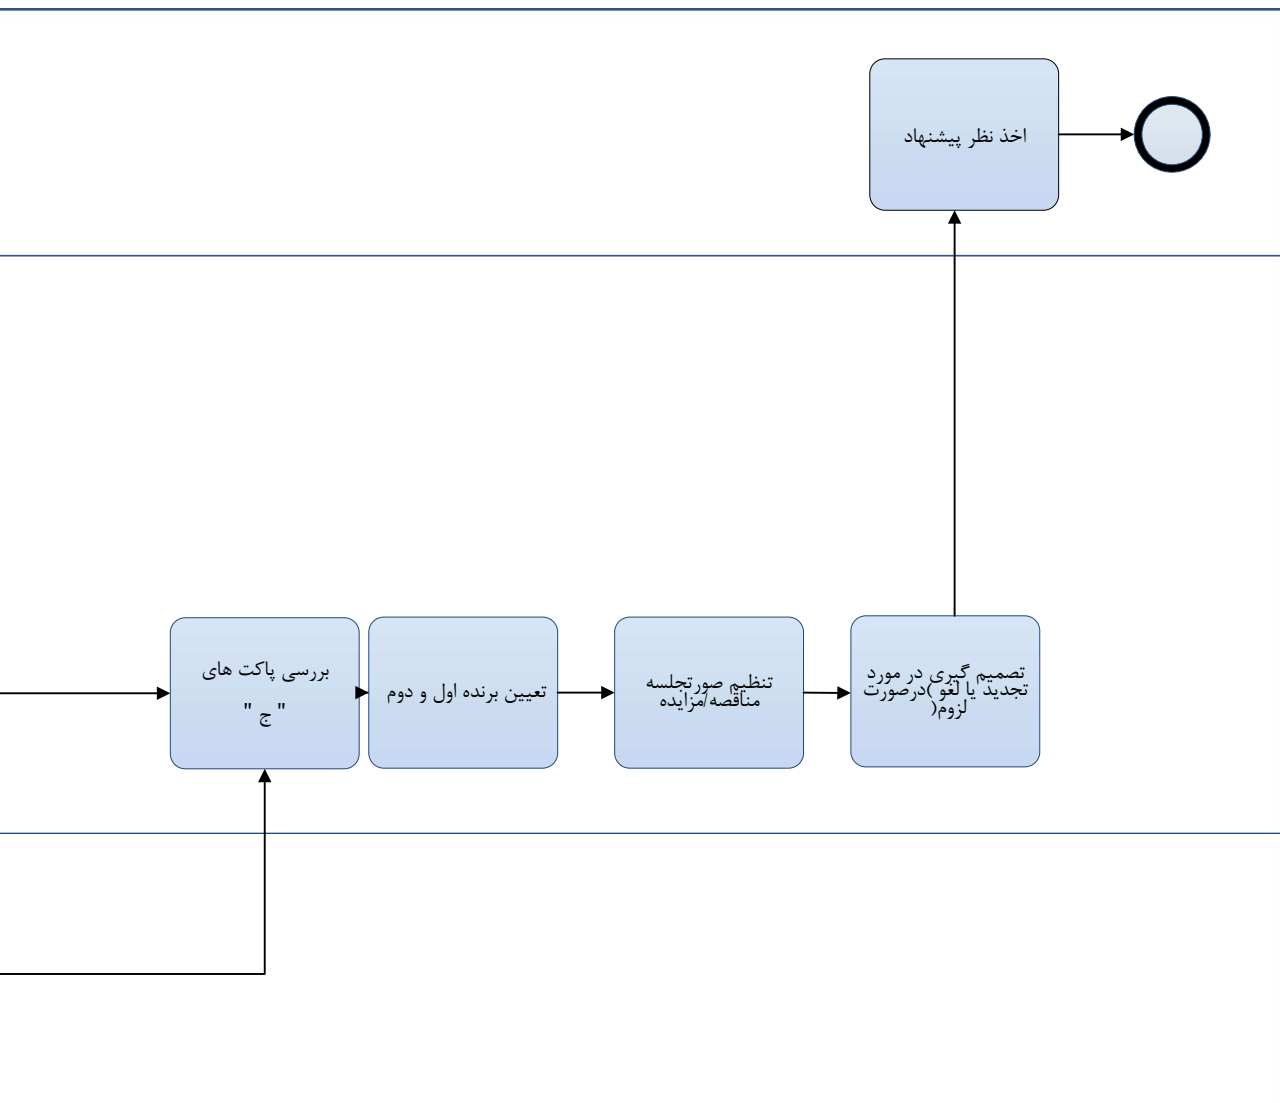 اخذ نظر پیشنهاد
بررسی پاکت های
" ج "
تعیین برنده اول و دوم
تنظیم صورتجلسه
مناقصه/مزایده
تصمیم گیری در مورد
تجدید یا لغو )درصورت
لزوم(